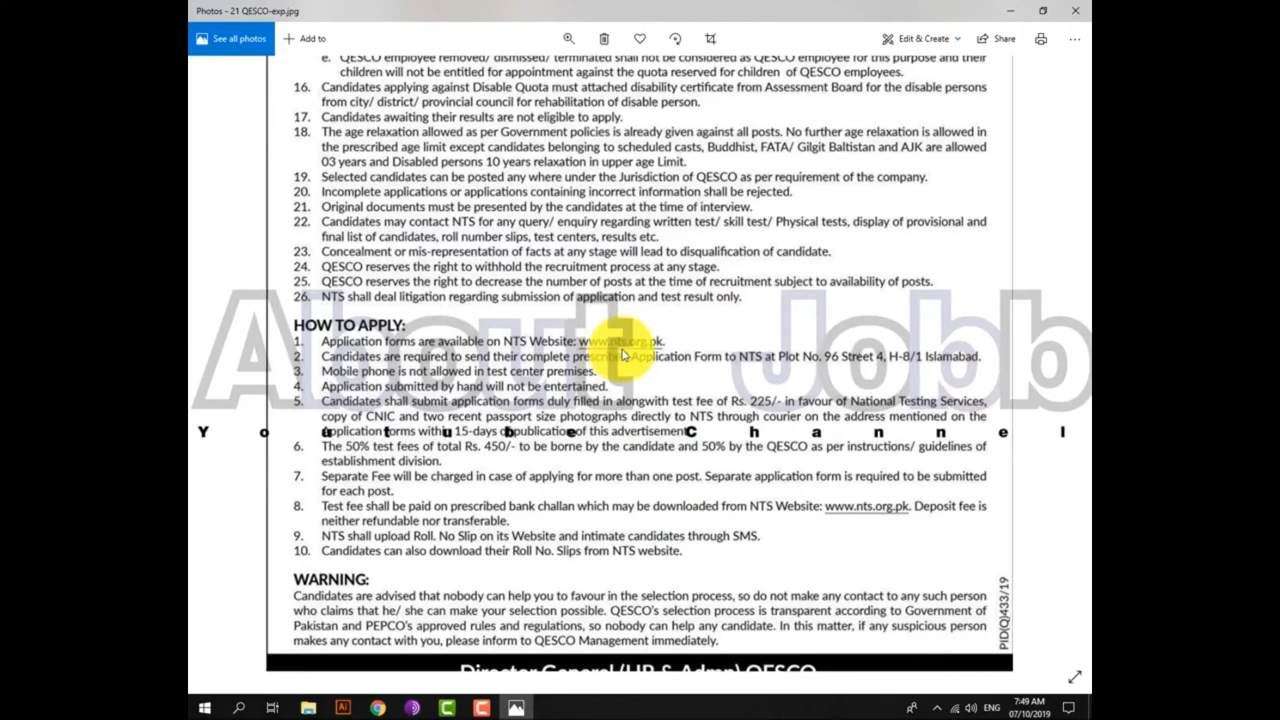 Photos - 21 QESCO-exp.jpg
See all photos
Add to
Edit & Create
Share
e. QESCO employee removed/ dismissed/ terminated shall not be considered as QESCO employee for this purpose and their
children will not be entitled for appointment against the quota reserved for children of QESCO employees.
16. Candidates applying against Disable Quota must attached disability certificate from Assessment Board for the disable persons
from city/ district/ provincial council for rehabilitation of disable person.
17. Candidates awaiting their results are not eligible to apply.
18. The age relaxation allowed as per Government policies is already given against all posts. No further age relaxation is allowed in
the prescribed age limit except candidates belonging to scheduled casts, Buddhist, FATA/ Gilgit Baltistan and AJK are allowed
03 years and Disabled persons 10 years relaxation in upper age Limit.
19. Selected candidates can be posted any where under the Jurisdiction of QESCO as per requirement of the company.
20. Incomplete applications or applications containing incorrect information shall be rejected.
21. Original documents must be presented by the candidates at the time of interview.
22. Candidates may contact NTS for any query/ enquiry regarding written test/ skill test/ Physical tests, display of provisional and
final list of candidates, roll number slips, test centers, results etc.
23. Concealment or mis-representation of facts at any stage will lead to disqualification of candidate.
24. QESCO reserves the right to withhold the recruitment process at any stage.
25. QESCO reserves the right to decrease the number of posts at the time of recruitment subject to availability of posts.
26. NTS shall deal litigation regarding submission of application and test result only.
About Jobb
HOW TO APPLY:
1. Application forms are available on NTS Website: www.nts.org.pk.
2. Candidates are required to send their complete prescribed Application Form to NTS at Plot No. 96 Street 4, H-8/1 Islamabad.
3. Mobile phone is not allowed in test center premises.
4. Application submitted by hand will not be entertained.
5. Candidates shall submit application forms duly filled in alongwith test fee of Rs. 225/- in favour of National Testing Services,
copy of CNIC and two recent passport size photographs directly to NTS through courier on the address mentioned on the
Application forms within 15-days of publication of this advertisement.
Youtube Channel
6. The 50% test fees of total Rs. 450/- to be borne by the candidate and 50% by the QESCO as per instructions/ guidelines of
establishment division.
7. Separate Fee will be charged in case of applying for more than one post. Separate application form is required to be submitted
for each post.
8. Test fee shall be paid on prescribed bank challan which may be downloaded from NTS Website: www.nts.org.pk. Deposit fee is
neither refundable nor transferable.
9. NTS shall upload Roll. No Slip on its Website and intimate candidates through SMS.
10. Candidates can also download their Roll No. Slips from NTS website.
WARNING:
Candidates are advised that nobody can help you to favour in the selection process, so do not make any contact to any such person
who claims that he/ she can make your selection possible. QESCO's selection process is transparent according to Government of
Pakistan and PEPCO's approved rules and regulations, so nobody can help any candidate. In this matter, if any suspicious person
makes any contact with you, please inform to QESCO Management immediately.
PID(Q)433/19
Director General (HR & Admn) QESCO
ENG
7:49 AM
07/10/2019